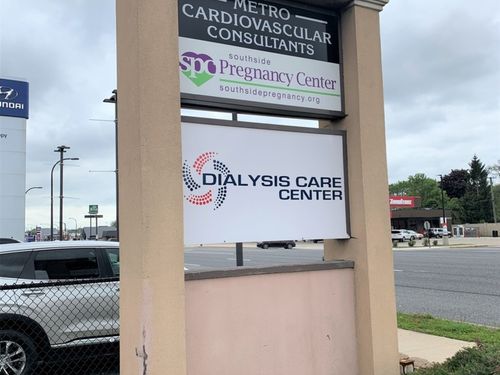 METRO
CARDIOVASCULAR
CONSULTANTS
spc
southside
Pregnancy Center
southsidepregnancy.org
DIALYSIS CARE
CENTER
HYUNDAI